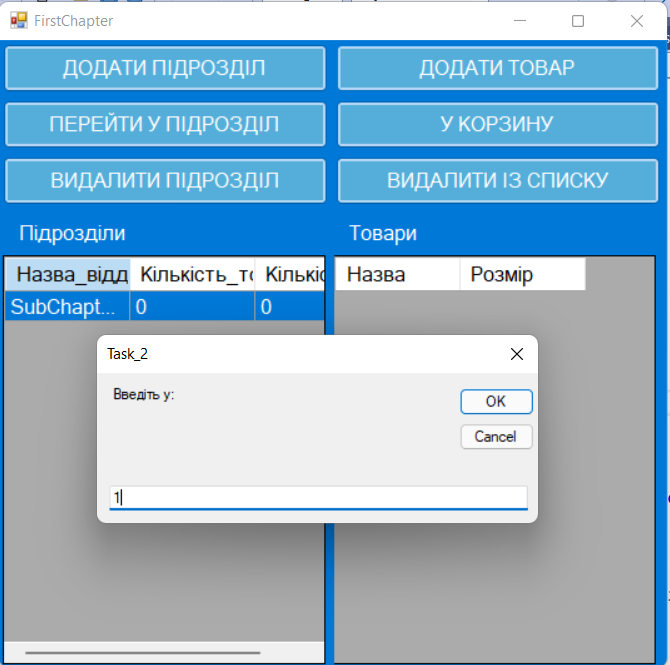 FirstChapter
ДОДАТИ ПІДРОЗДІЛ
ДОДАТИ ТОВАР
ПЕРЕЙТИ У ПІДРОЗДІЛ
У КОРЗИНУ
ВИДАЛИТИ ПІДРОЗДІЛ
ВИДАЛИТИ ІЗ СПИСКУ
Підрозділи
Товари
Назва_відд Кількість_то Кількіс
Назва Розмір
SubChapt... 0 0
Task_2
Введіть y:
OK
Cancel
1